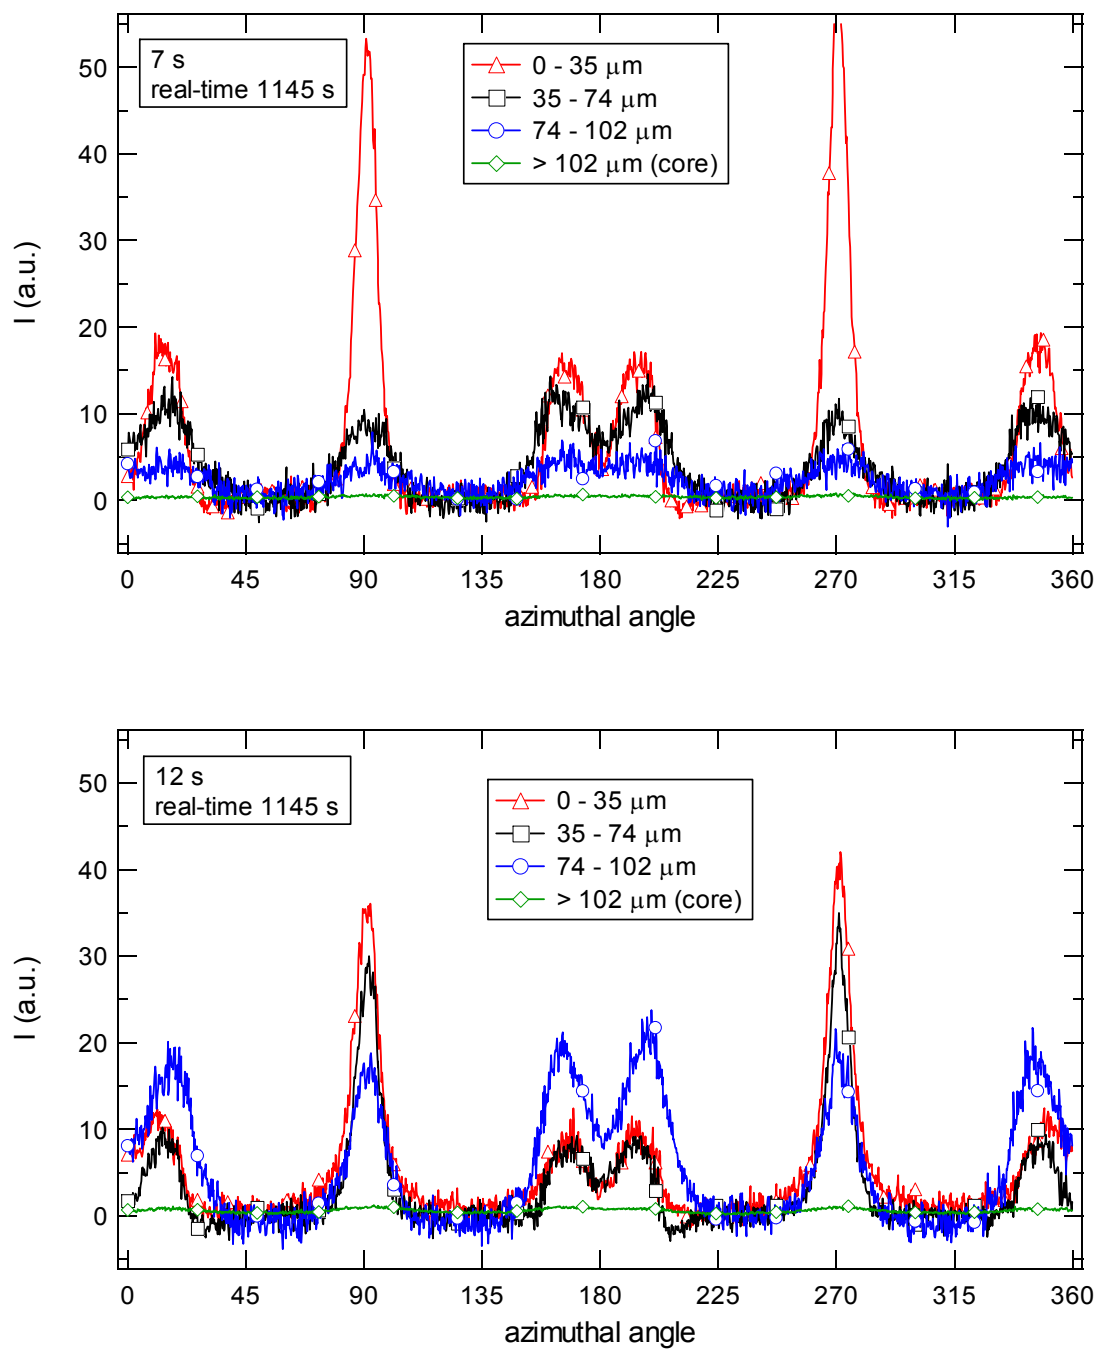 7 s
real-time 1145 s
0 - 35 μm
35 - 74 μm
74 - 102 μm
> 102 μm (core)
50
40
30
20
10
0
I (a.u.)
0 45 90 135 180 225 270 315 360
azimuthal angle
12 s
real-time 1145 s
0 - 35 μm
35 - 74 μm
74 - 102 μm
> 102 μm (core)
50
40
30
20
10
0
I (a.u.)
0 45 90 135 180 225 270 315 360
azimuthal angle